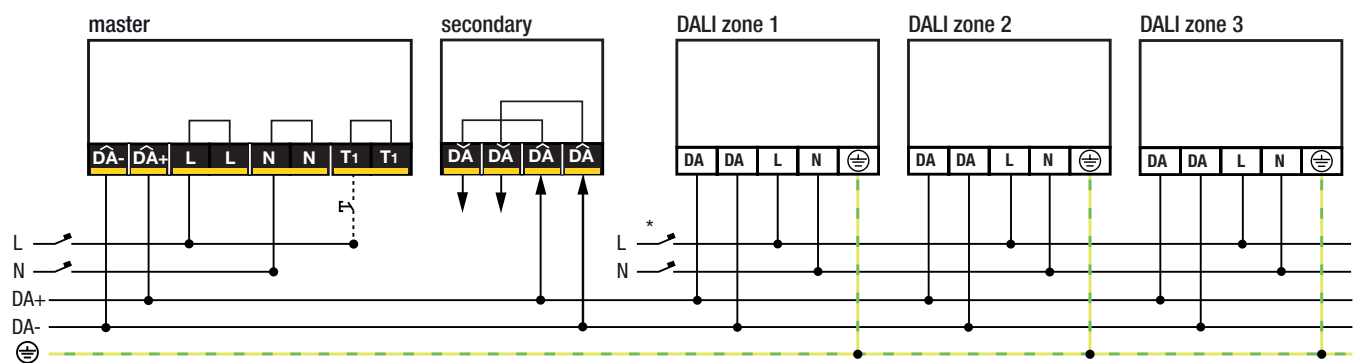 master secondary DALI zone 1 DALI zone 2 DALI zone 3
DA- DA+ L L N N T1 T1 DA DA DA DA DA DA L N DA DA L N DA DA L N
*
L L
N N
DA+
DA-